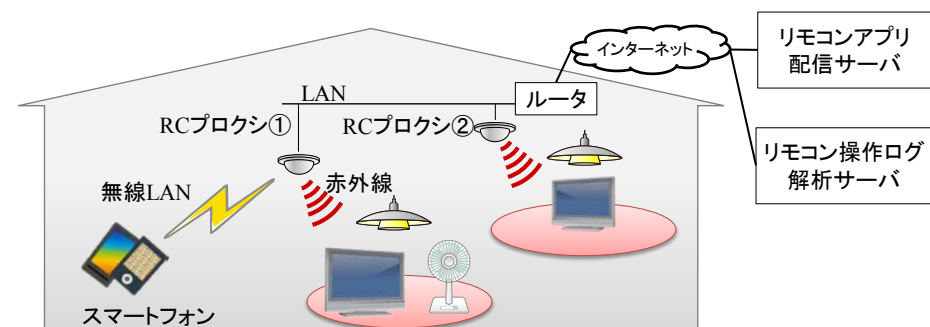 インターネット
リモコンアプリ
配信サーバ
LAN
ルータ
RCプロクシ①
RCプロクシ②
リモコン操作ログ
解析サーバ
無線LAN
赤外線
スマートフォン